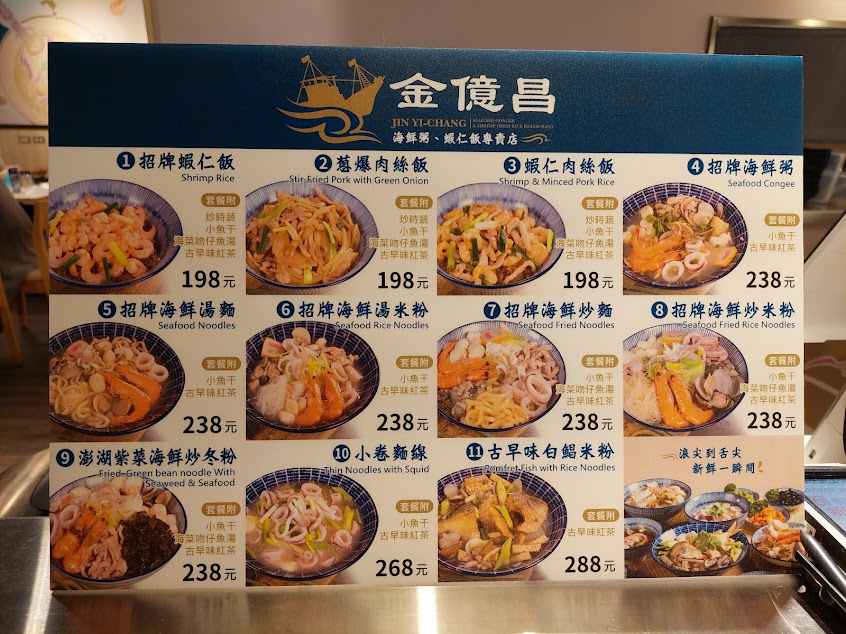 金億昌
JIN YI-CHANG
SEAFOOD CONGEE
& SHRIMP FRIED RICE RESTAURANT
海鮮粥、蝦仁飯專賣店
1 招牌蝦仁飯
Shrimp Rice
套餐附
炒時蔬
小魚干
海菜吻仔魚湯
古早味紅茶
198元
2 蔥爆肉絲飯
Stir-Fried Pork with Green Onion
套餐附
炒時蔬
小魚干
海菜吻仔魚湯
古早味紅茶
198元
3 蝦仁肉絲飯
Shrimp & Minced Pork Rice
套餐附
炒時蔬
小魚干
海菜吻仔魚湯
古早味紅茶
198元
4 招牌海鮮粥
Seafood Congee
套餐附
小魚干
古早味紅茶
238元
5 招牌海鮮湯麵
Seafood Noodles
套餐附
小魚干
古早味紅茶
238元
6 招牌海鮮湯米粉
Seafood Rice Noodles
套餐附
小魚干
古早味紅茶
238元
7 招牌海鮮炒麵
Seafood Fried Noodles
套餐附
小魚干
海菜吻仔魚湯
古早味紅茶
238元
8 招牌海鮮炒米粉
Seafood Fried Rice Noodles
套餐附
小魚干
海菜吻仔魚湯
古早味紅茶
238元
9 澎湖紫菜海鮮炒冬粉
Fried-Green bean noodle With
Seaweed & Seafood
套餐附
小魚干
海菜吻仔魚湯
古早味紅茶
238元
10 小卷麵線
Thin Noodles with Squid
套餐附
小魚干
古早味紅茶
268元
11 古早味白鯧米粉
Pomfret Fish with Rice Noodles
套餐附
小魚干
古早味紅茶
288元
浪尖到舌尖
新鮮一瞬間